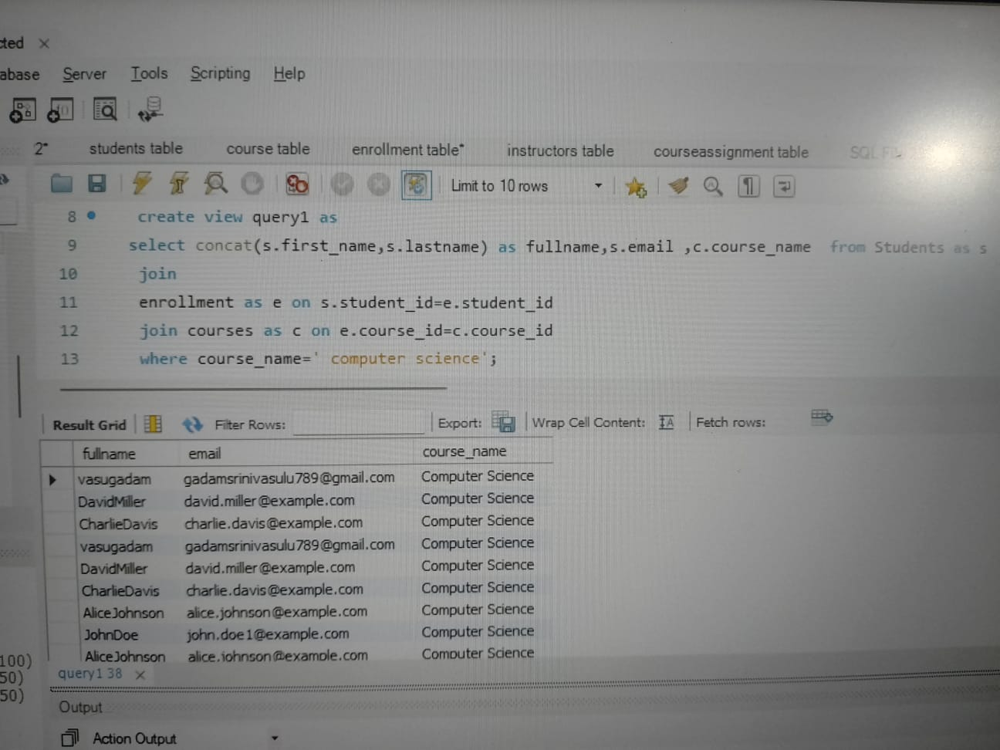 cted ×
abase Server Tools Scripting Help
2* students table course table enrollment table* instructors table courseassignment table SQL
Limit to 10 rows
8 create view query1 as
9 select concat(s.first_name,s.lastname) as fullname,s.email ,c.course_name from Students as s
10 join
11 enrollment as e on s.student_id=e.student_id
12 join courses as c on e.course_id=c.course_id
13 where course_name=' computer science';
Result Grid Filter Rows: Export: Wrap Cell Content: Fetch rows:
fullname email course_name
vasugadam gadamsrinivasulu789@gmail.com Computer Science
DavidMiller david.miller@example.com Computer Science
CharlieDavis charlie.davis@example.com Computer Science
vasugadam gadamsrinivasulu789@gmail.com Computer Science
DavidMiller david.miller@example.com Computer Science
CharlieDavis charlie.davis@example.com Computer Science
AliceJohnson alice.johnson@example.com Computer Science
JohnDoe john.doe1@example.com Computer Science
AliceJohnson alice.johnson@example.com Computer Science
100)
query1 38 ×
50)
50)
Output
Action Output